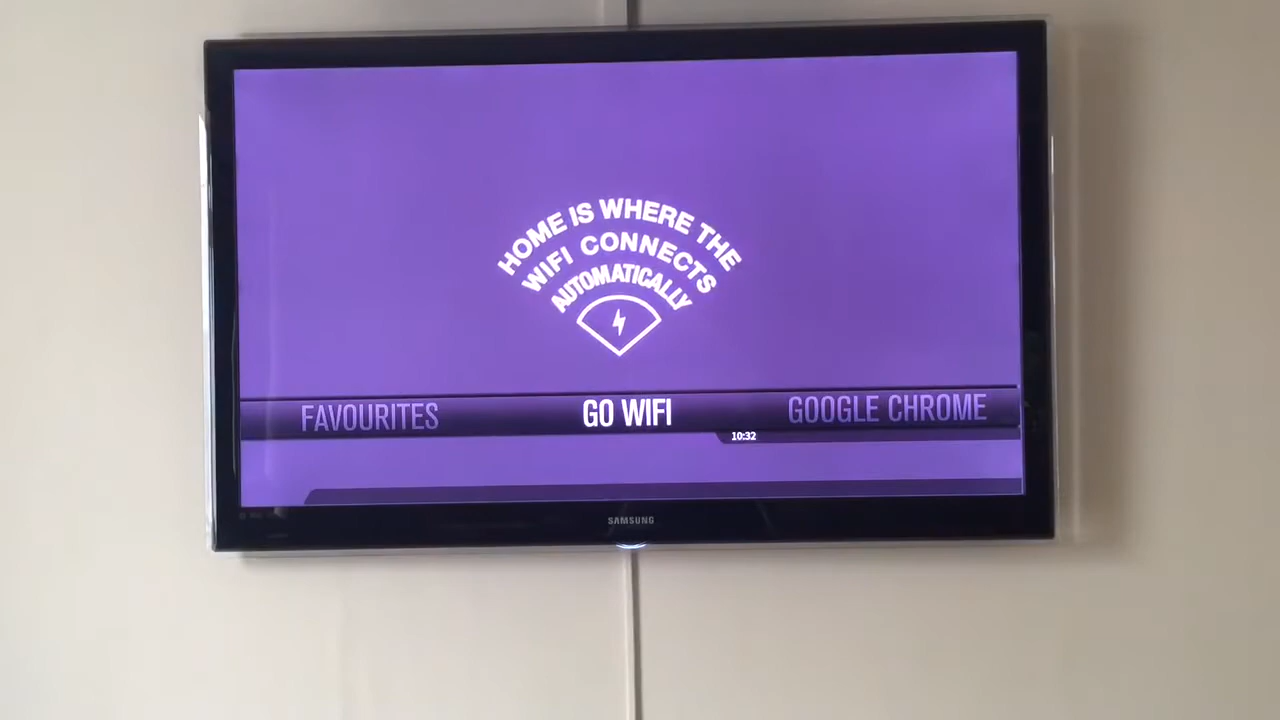 HOME IS WHERE THE
WIFI CONNECTS
AUTOMATICALLY
FAVOURITES
GO WIFI
GOOGLE CHROME
10:32
SAMSUNG